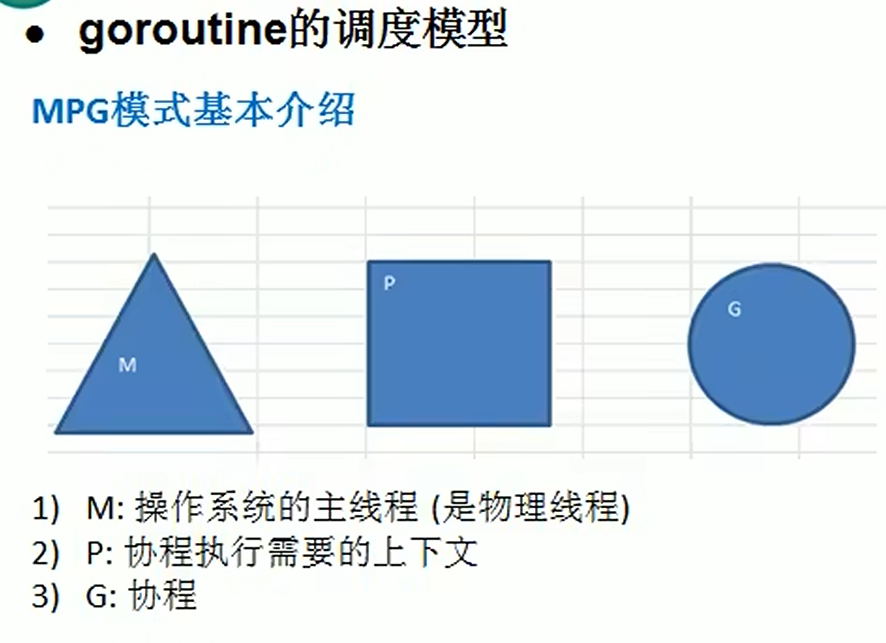 ● goroutine的调度模型
MPG模式基本介绍
M
P
G
1) M: 操作系统的主线程 (是物理线程)
2) P: 协程执行需要的上下文
3) G: 协程